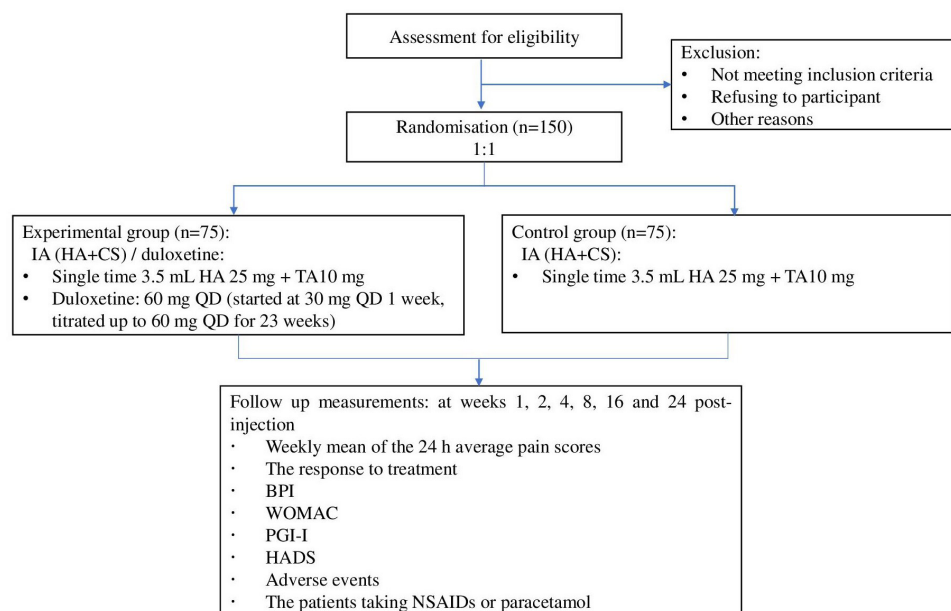 Assessment for eligibility
Exclusion:
• Not meeting inclusion criteria
• Refusing to participant
• Other reasons
Randomisation (n=150)
1:1
Experimental group (n=75):
IA (HA+CS) / duloxetine:
• Single time 3.5 mL HA 25 mg + TA10 mg
• Duloxetine: 60 mg QD (started at 30 mg QD 1 week,
titrated up to 60 mg QD for 23 weeks)
Control group (n=75):
IA (HA+CS):
• Single time 3.5 mL HA 25 mg + TA10 mg
Follow up measurements: at weeks 1, 2, 4, 8, 16 and 24 post-
injection
· Weekly mean of the 24 h average pain scores
· The response to treatment
· BPI
· WOMAC
· PGI-I
· HADS
· Adverse events
· The patients taking NSAIDs or paracetamol